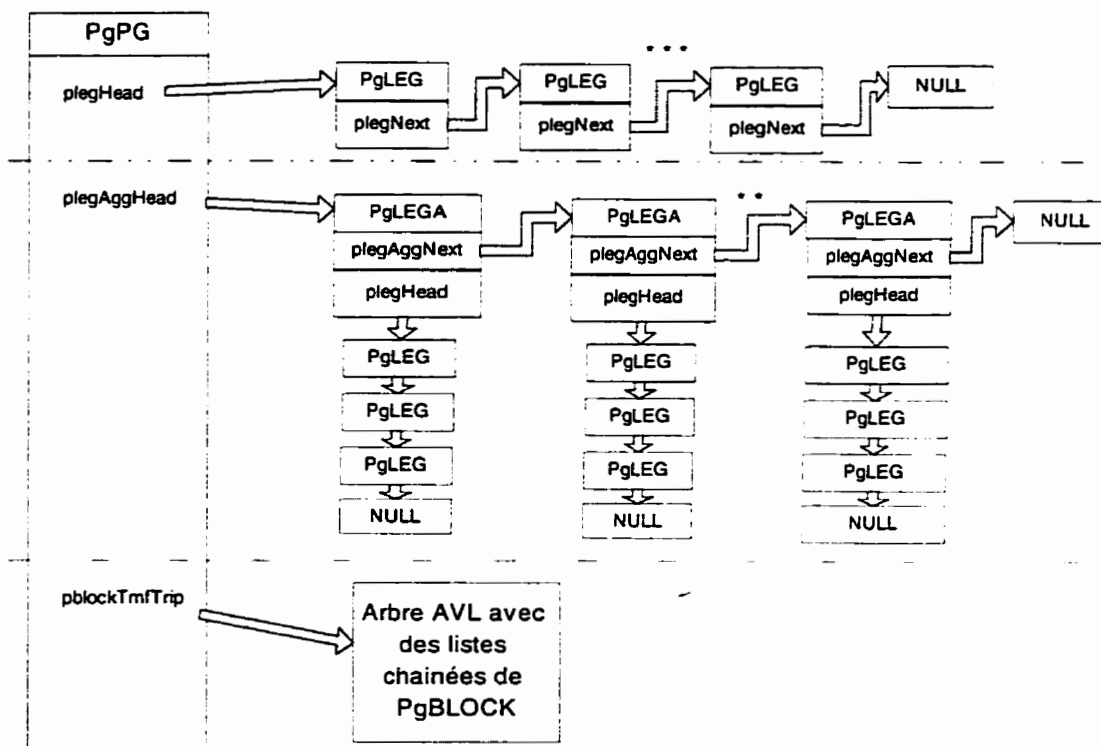 PgPG
* * *
plegHead
PgLEG
PgLEG
PgLEG
NULL
plegNext
plegNext
plegNext
plegAggHead
* *
PgLEGA
PgLEGA
PgLEGA
NULL
plegAggNext
plegAggNext
plegAggNext
plegHead
plegHead
plegHead
PgLEG
PgLEG
PgLEG
PgLEG
PgLEG
PgLEG
PgLEG
PgLEG
PgLEG
NULL
NULL
NULL
pblockTmfTrip
Arbre AVL avec
des listes
chainées de
PgBLOCK